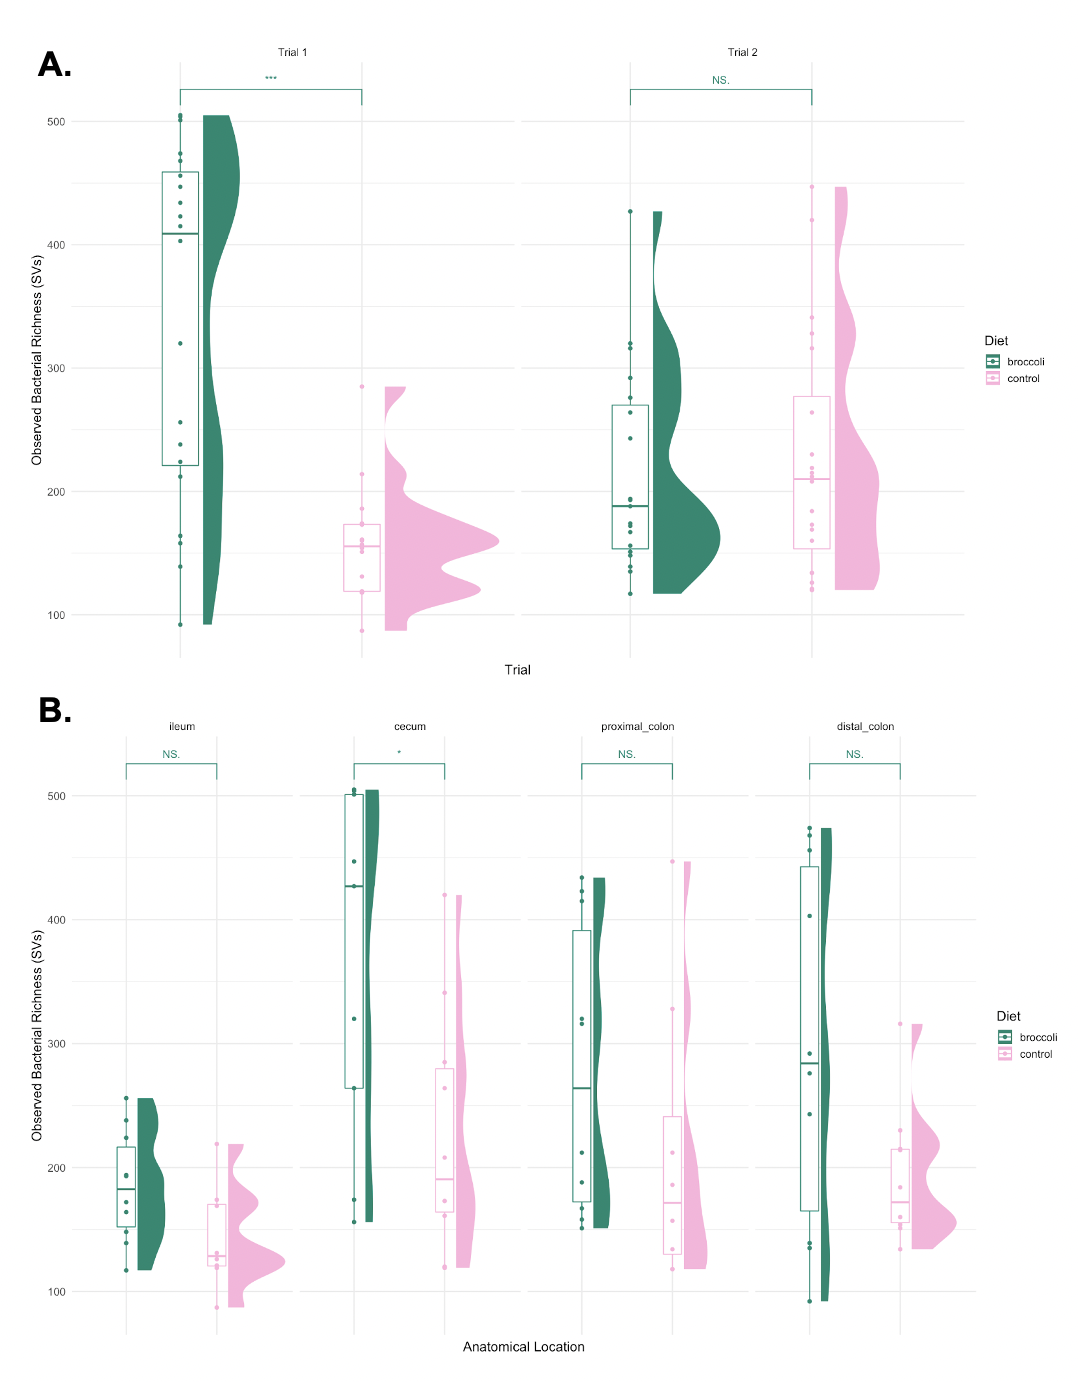 A.
Trial 1
Trial 2
***
NS.
500
400
300
200
100
Observed Bacterial Richness (SVs)
Trial
Diet
broccoli
control
B.
ileum
cecum
proximal_colon
distal_colon
NS.
*
NS.
NS.
500
400
300
200
100
Observed Bacterial Richness (SVs)
Anatomical Location
Diet
broccoli
control